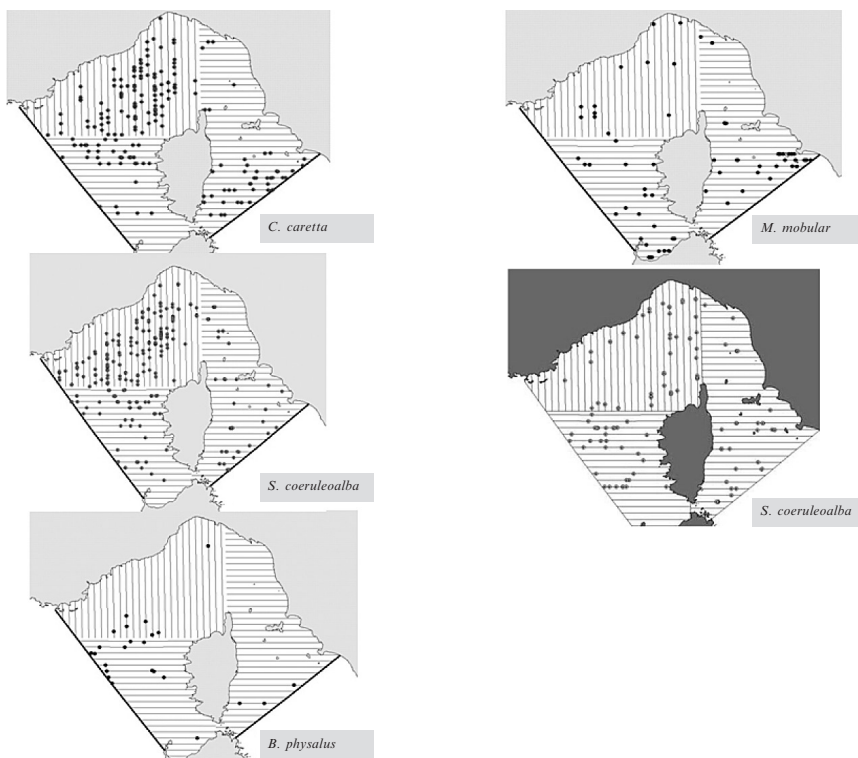 C. caretta
M. mobular
S. coeruleoalba
S. coeruleoalba
B. physalus